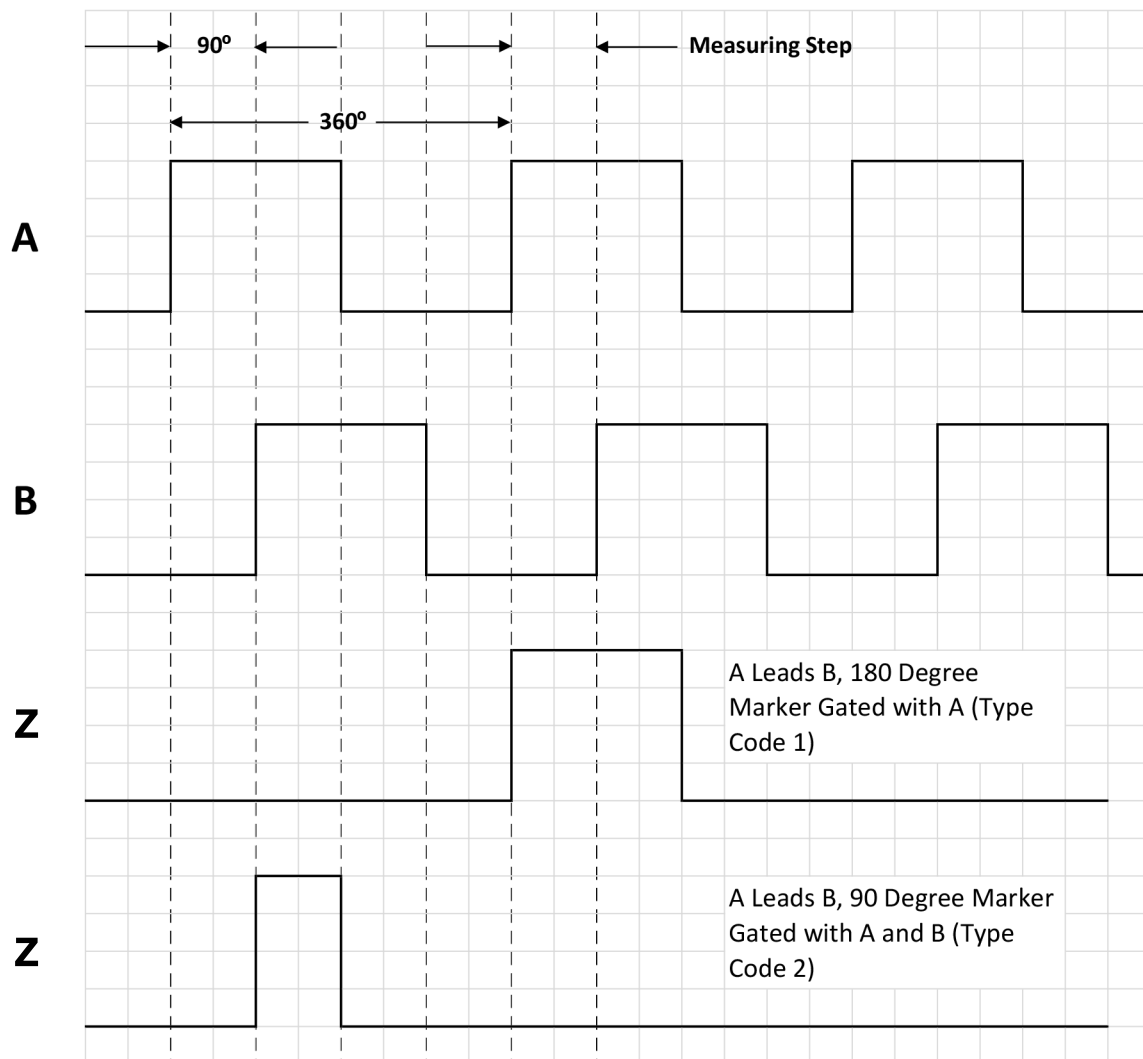 90º
Measuring Step
360º
A
B
A Leads B, 180 Degree
Marker Gated with A (Type
Code 1)
Z
A Leads B, 90 Degree Marker
Gated with A and B (Type
Code 2)
Z